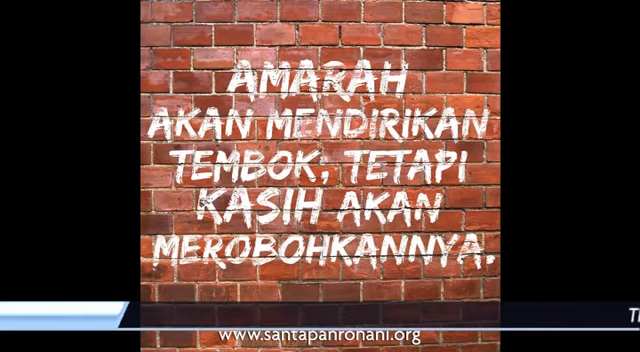 AMARAH
AKAN MENDIRIKAN
TEMBOK; TETAPI
KASIH AKAN
MEROBOHKANNYA.
www.santapanrohani.org